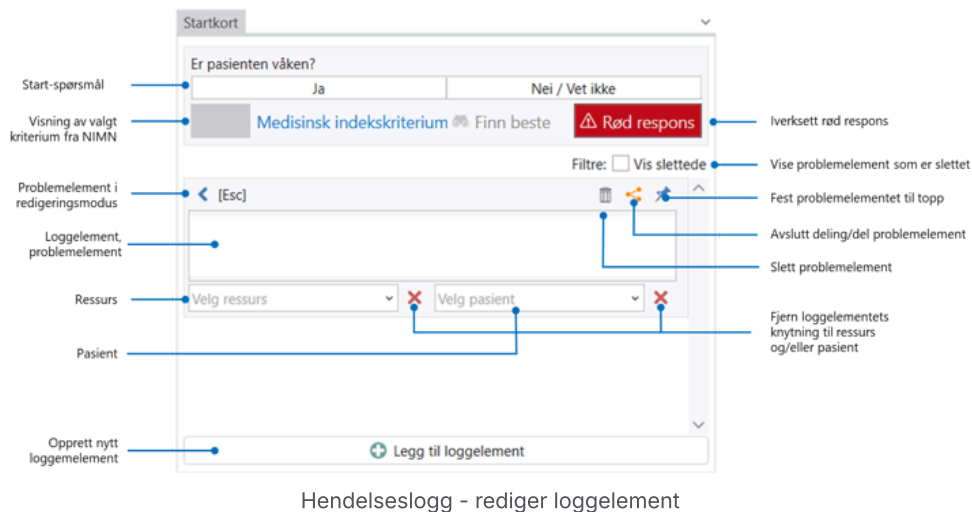 Startkort
Er pasienten våken?
Start-spørsmål
Ja
Nei / Vet ikke
Visning av valgt
kriterium fra NIMN
Medisinsk indekskriterium
Finn beste
Rød respons
Iverksett rød respons
Filtre:
Vis slettede
Vise problemelement som er slettet
Problemelement i
redigeringsmodus
[Esc]
Fest problemelementet til topp
Loggelement,
problemelement
Avslutt deling/del problemelement
Slett problemelement
Ressurs
Velg ressurs
Velg pasient
Fjern loggelementets
knytning til ressurs
og/eller pasient
Pasient
Opprett nytt
loggemelement
Legg til loggelement
Hendelseslogg - rediger loggelement